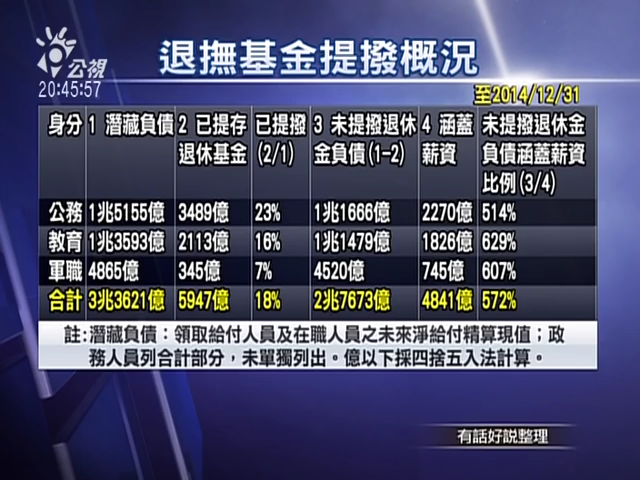 公視
20:45:57
退撫基金提撥概況
至2014/12/31
身分 1 潛藏負債 2 已提存退休基金 已提撥(2/1) 3 未提撥退休金負債(1-2) 4 涵蓋薪資 未提撥退休金負債涵蓋薪資比例(3/4)
公務 1兆5155億 3489億 23% 1兆1666億 2270億 514%
教育 1兆3593億 2113億 16% 1兆1479億 1826億 629%
軍職 4865億 345億 7% 4520億 745億 607%
合計 3兆3621億 5947億 18% 2兆7673億 4841億 572%
註:潛藏負債：領取給付人員及在職人員之未來淨給付精算現值；政
務人員列合計部分，未單獨列出。億以下採四捨五入法計算。
有話好說整理